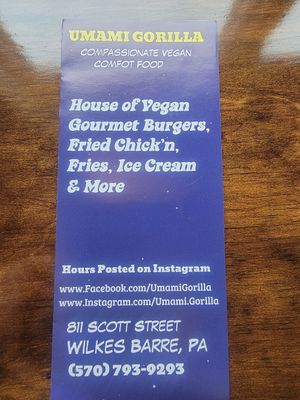 UMAMI GORILLA
COMPASSIONATE VEGAN
COMFOT FOOD
House of Vegan
Gourmet Burgers,
Fried Chick'n,
Fries, Ice Cream
& More
Hours Posted on Instagram
www.Facebook.com/UmamiGorilla
www.Instagram.com/Umami.Gorilla
811 SCOTT STREET
WILKES BARRE, PA
(570) 793-9293